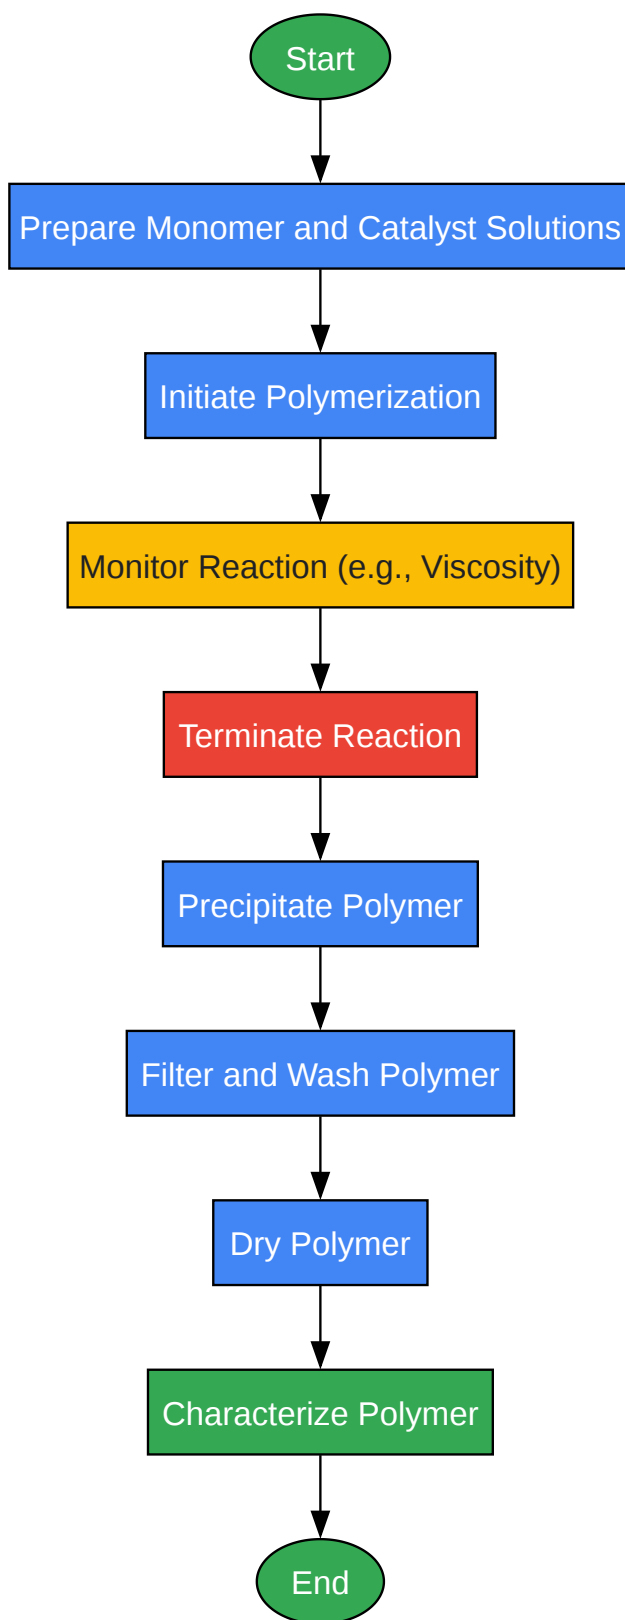 Start
Prepare Monomer and Catalyst Solutions
Initiate Polymerization
Monitor Reaction (e.g., Viscosity)
Terminate Reaction
Precipitate Polymer
Filter and Wash Polymer
Dry Polymer
Characterize Polymer
End